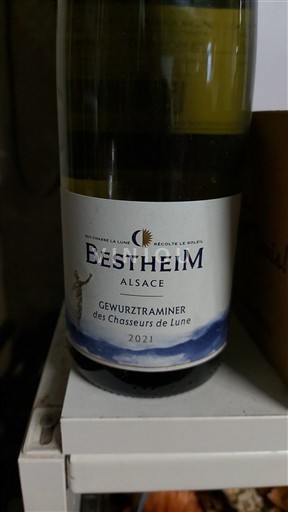 QUI CHASSE LA LUNE RÉCOLTE LE SOLEIL
BESTHEIM
ALSACE
GEWURZTRAMINER
des Chasseurs de Lune
2021